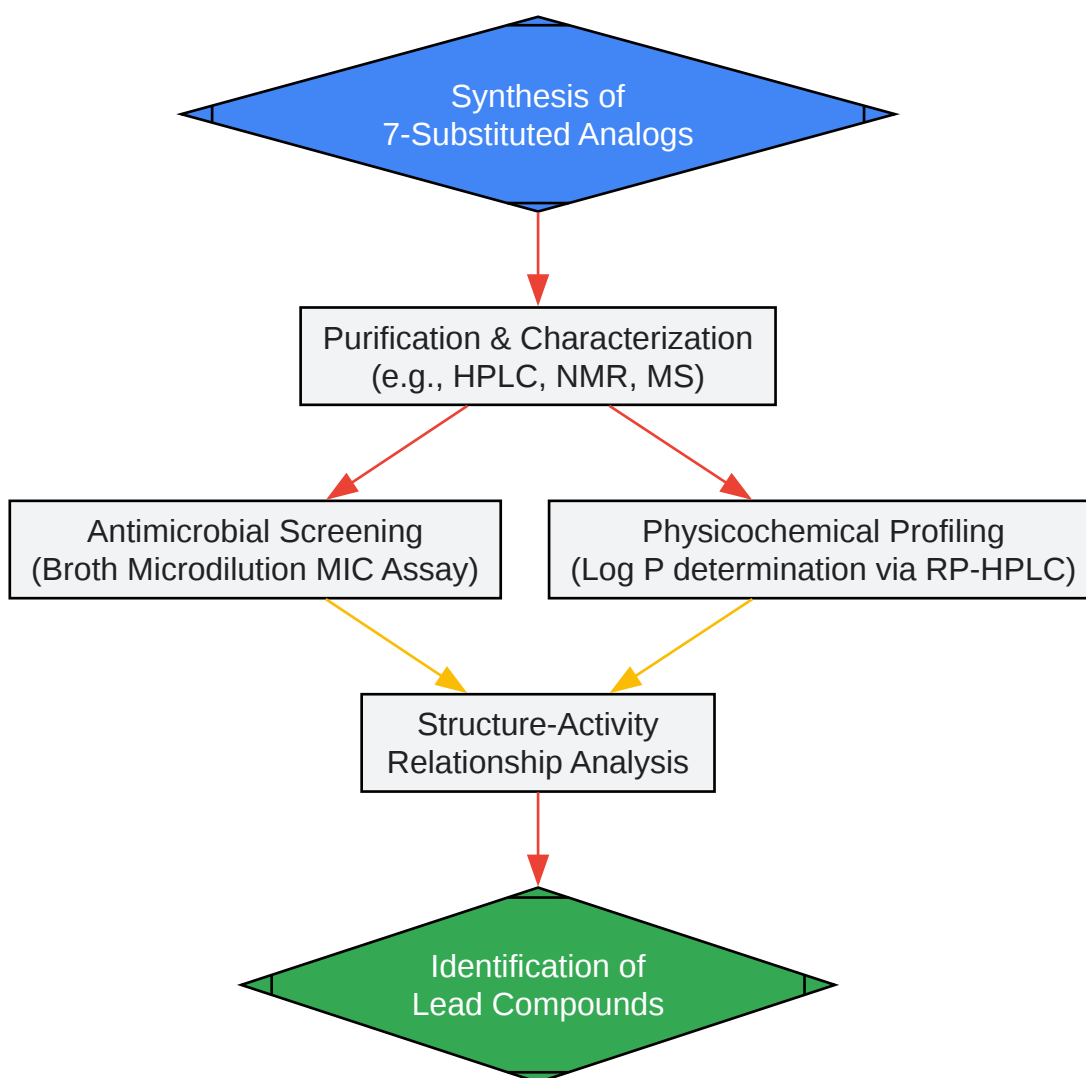 Synthesis of
7-Substituted Analogs
Purification & Characterization
(e.g., HPLC, NMR, MS)
Antimicrobial Screening
(Broth Microdilution MIC Assay)
Physicochemical Profiling
(Log P determination via RP-HPLC)
Structure-Activity
Relationship Analysis
Identification of
Lead Compounds